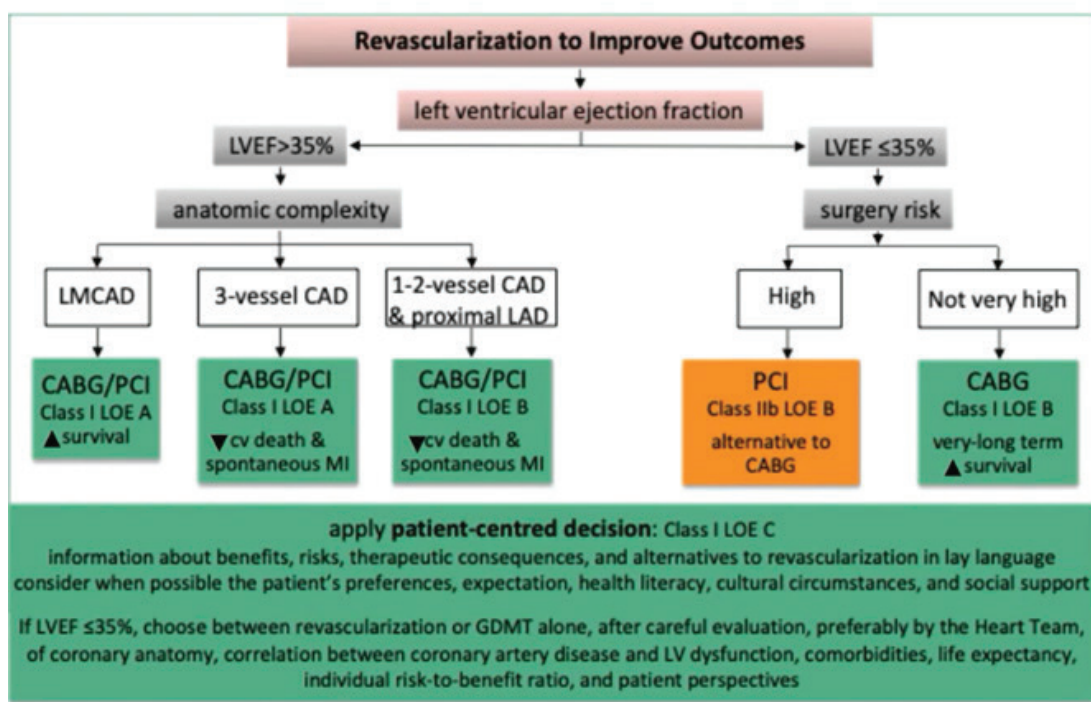 Revascularization to Improve Outcomes
left ventricular ejection fraction
LVEF>35%
LVEF ≤35%
anatomic complexity
surgery risk
LMCAD
3-vessel CAD
1-2-vessel CAD
& proximal LAD
High
Not very high
CABG/PCI
Class I LOE A
▲survival
CABG/PCI
Class I LOE A
▼cv death &
spontaneous MI
CABG/PCI
Class I LOE B
▼cv death &
spontaneous MI
PCI
Class IIb LOE B
alternative to
CABG
CABG
Class I LOE B
very-long term
▲ survival
apply patient-centred decision: Class I LOE C
information about benefits, risks, therapeutic consequences, and alternatives to revascularization in lay language
consider when possible the patient's preferences, expectation, health literacy, cultural circumstances, and social support
If LVEF ≤35%, choose between revascularization or GDMT alone, after careful evaluation, preferably by the Heart Team,
of coronary anatomy, correlation between coronary artery disease and LV dysfunction, comorbidities, life expectancy,
individual risk-to-benefit ratio, and patient perspectives